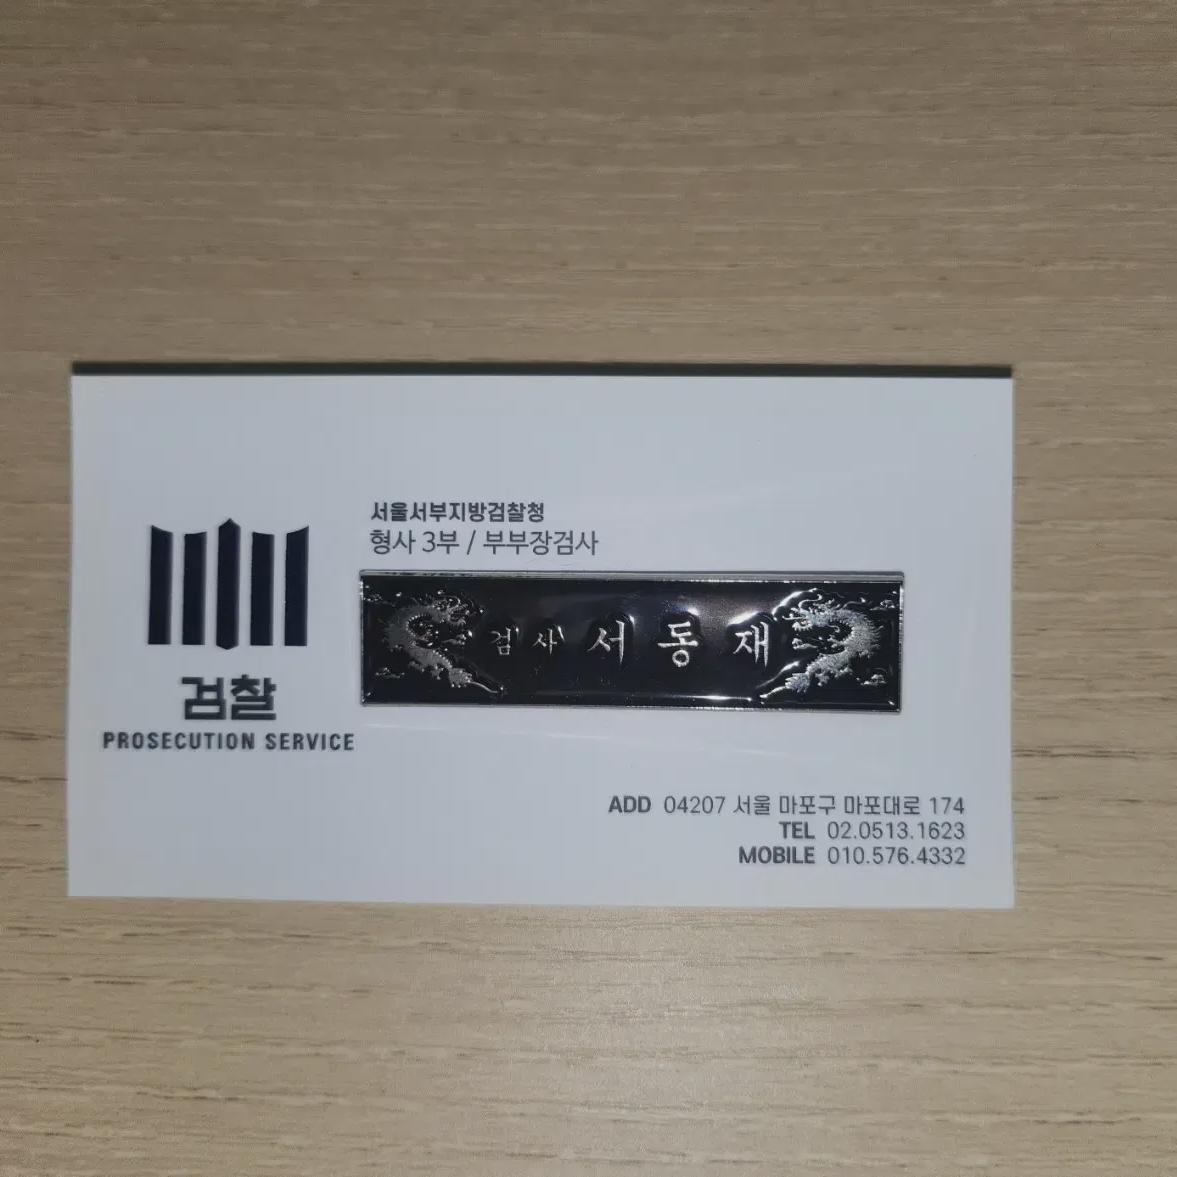 검찰
PROSECUTION SERVICE
서울서부지방검찰청
형사 3부 / 부부장검사
검사 서동재
ADD 04207 서울 마포구 마포대로 174
TEL 02.0513.1623
MOBILE 010.576.4332